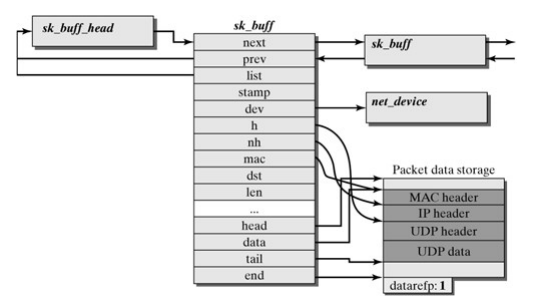 sk_buff_head
sk_buff
next
prev
list
stamp
dev
h
nh
mac
dst
len
...
head
data
tail
end
sk_buff
net_device
Packet data storage
MAC header
IP header
UDP header
UDP data
datarefp: 1